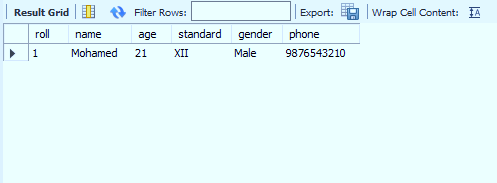 Result Grid Filter Rows: Export: Wrap Cell Content: IA
roll name age standard gender phone
1 Mohamed 21 XII Male 9876543210